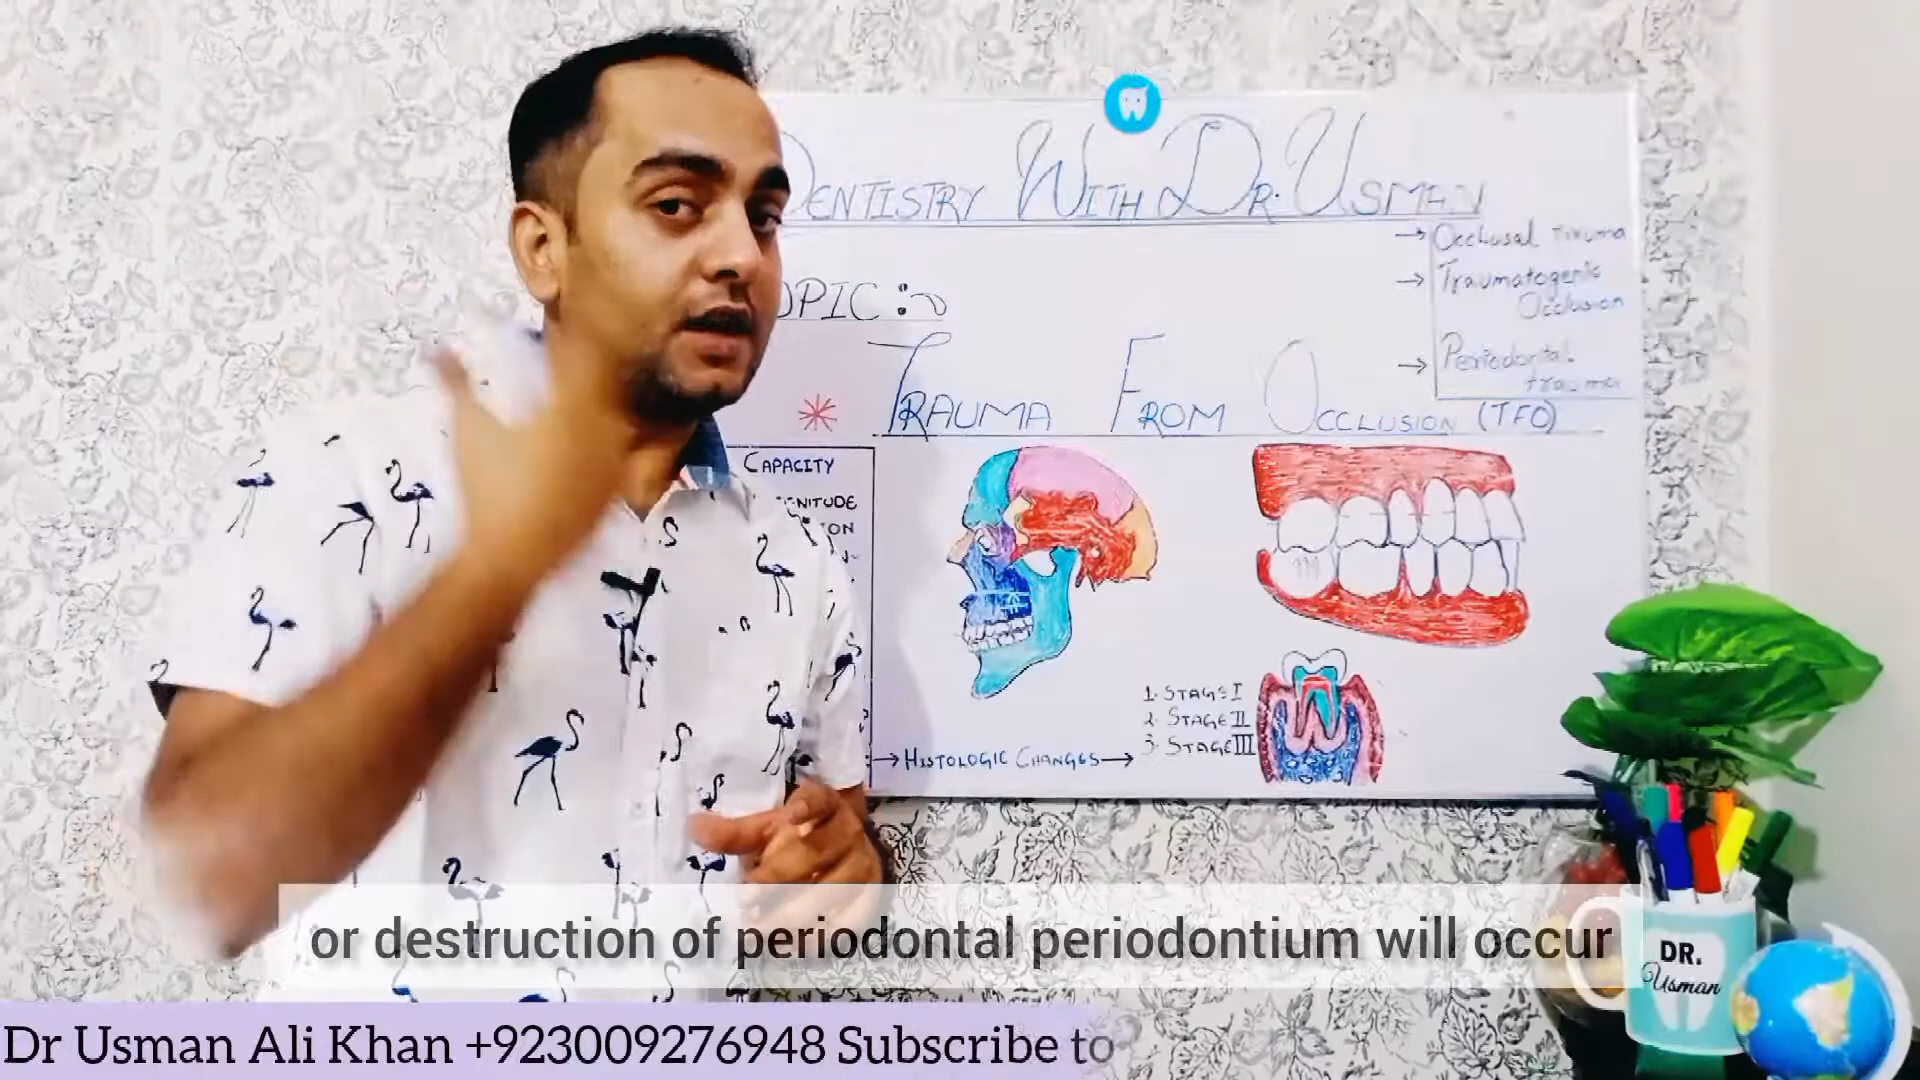 DENTISTRY WITH DR. USMAN
→ Occlusal trauma
→ Traumatogenic
Occlusion
→ Periodontal
trauma
OPIC :~
* TRAUMA FROM OCCLUSION (TFO)
CAPACITY
GNITUDE
ION
1. STAGE I
2. STAGE II
3. STAGE III
→ HISTOLOGIC CHANGES →
or destruction of periodontal periodontium will occur
DR.
Usman
Dr Usman Ali Khan +923009276948 Subscribe to